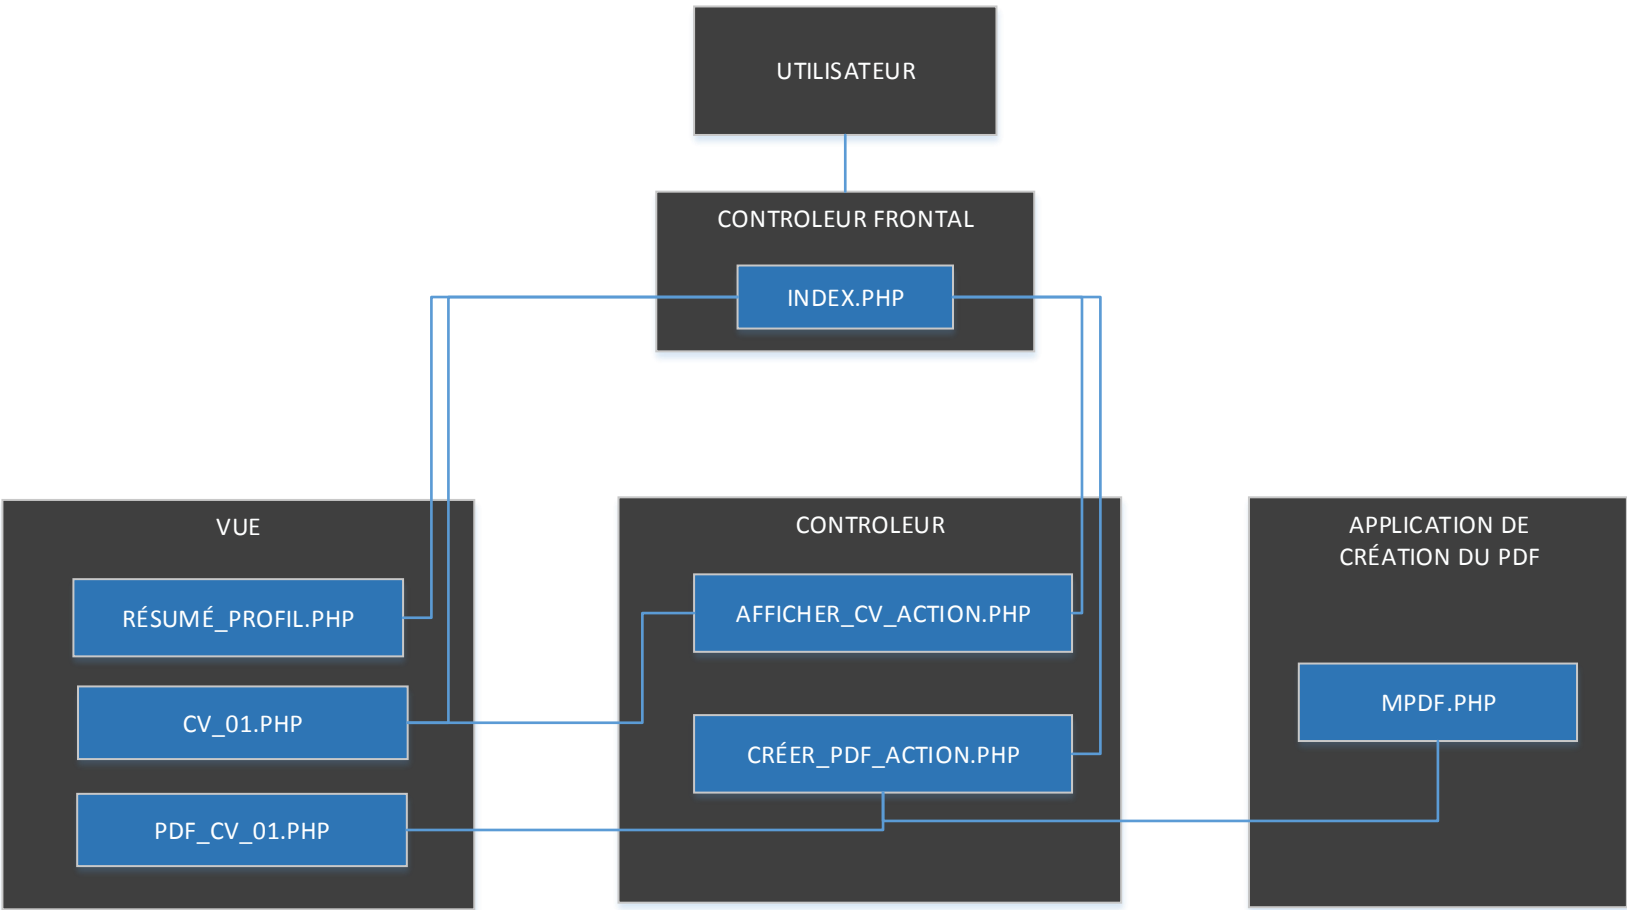 UTILISATEUR
CONTROLEUR FRONTAL
INDEX.PHP
VUE
RÉSUMÉ_PROFIL.PHP
CV_01.PHP
PDF_CV_01.PHP
CONTROLEUR
AFFICHER_CV_ACTION.PHP
CRÉER_PDF_ACTION.PHP
APPLICATION DE
CRÉATION DU PDF
MPDF.PHP